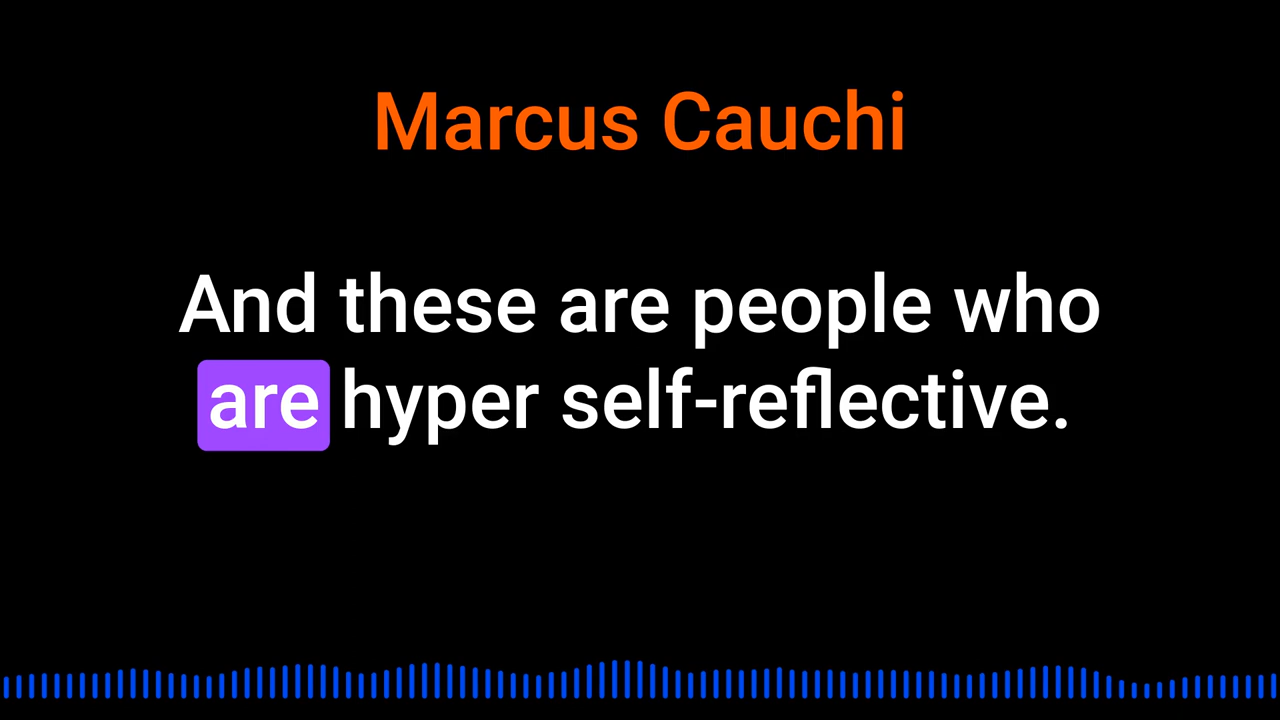 Marcus Cauchi
And these are people who
are hyper self-reflective.